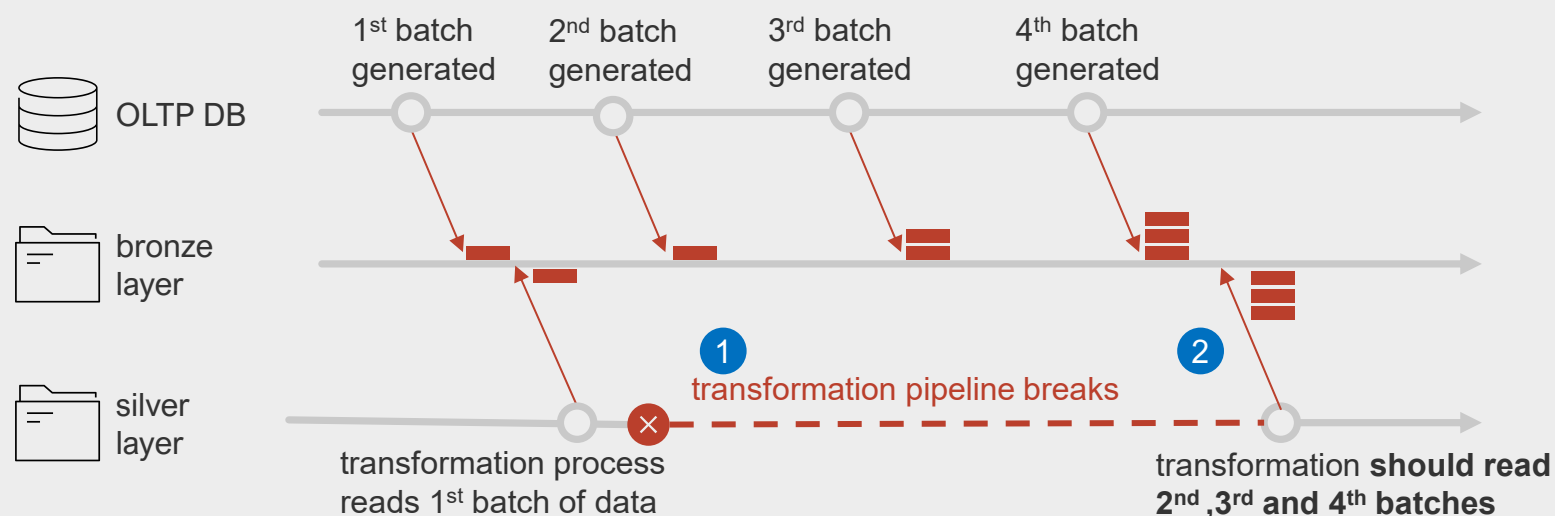 1st batch
generated
2nd batch
generated
3rd batch
generated
4th batch
generated
OLTP DB
bronze
layer
1
2
transformation pipeline breaks
silver
layer
transformation process
reads 1st batch of data
transformation should read
2nd ,3rd and 4th batches